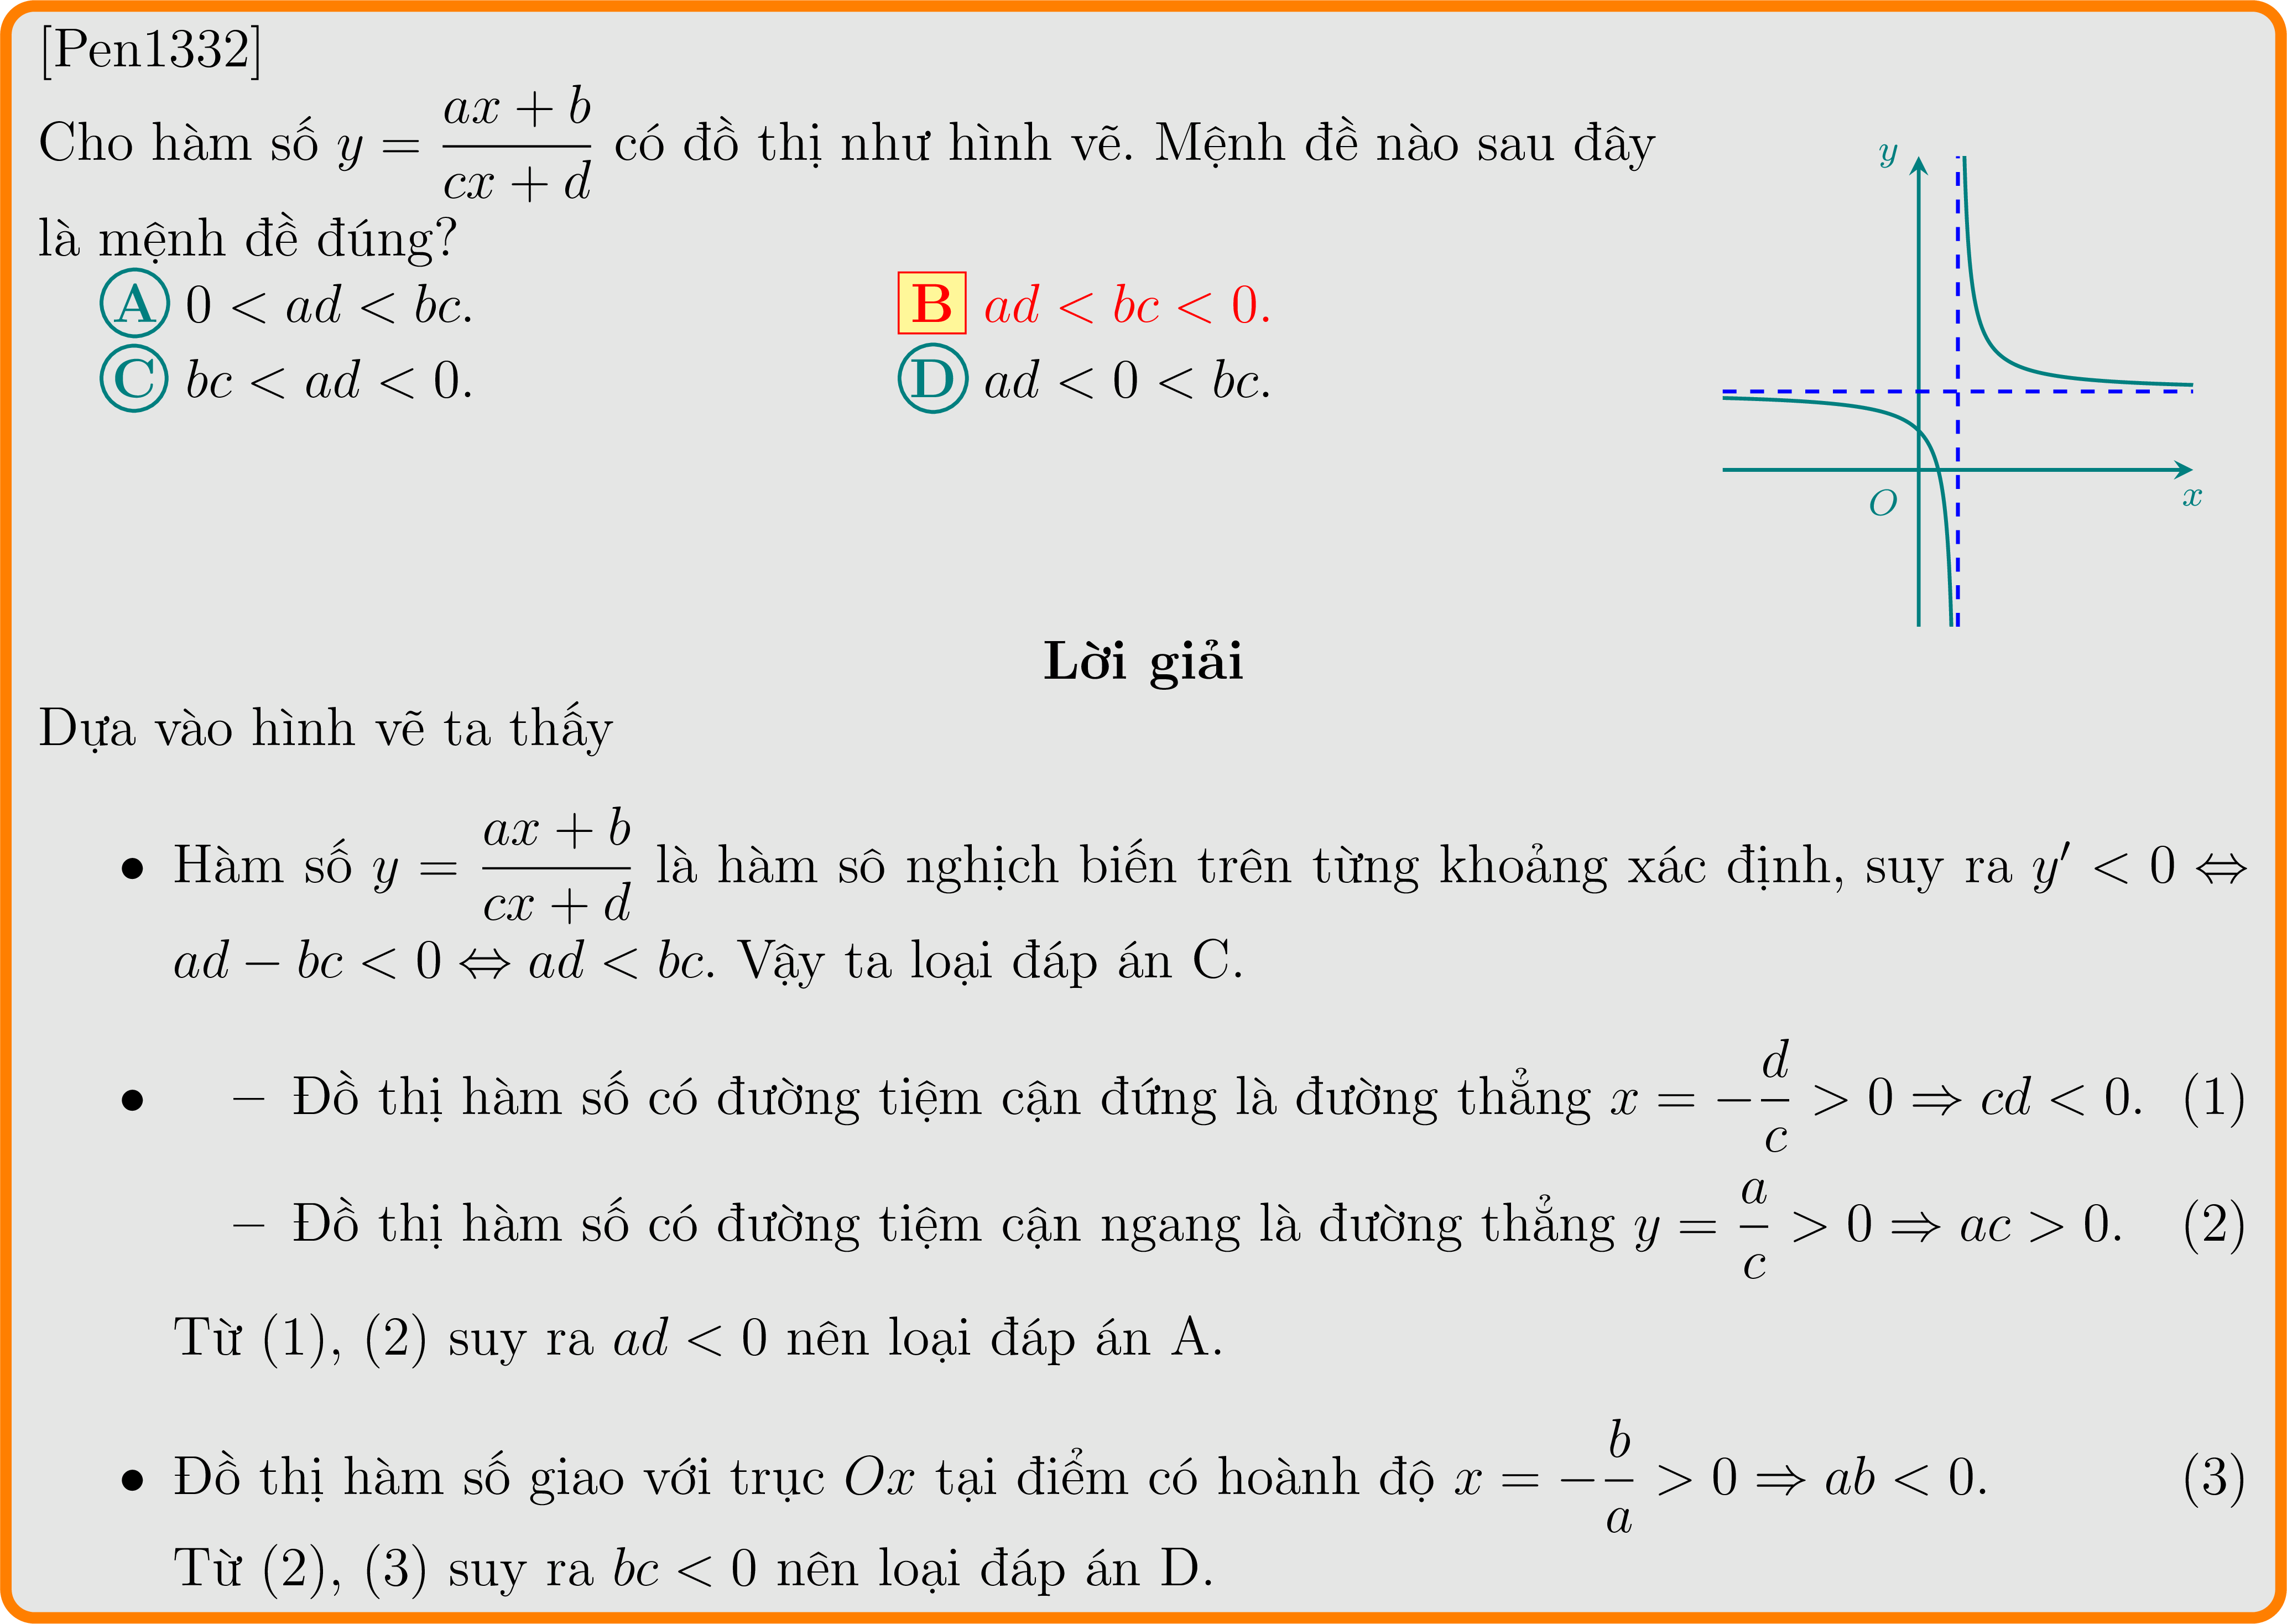 [Pen1332]
Cho hàm số $y = \dfrac{ax + b}{cx + d}$ có đồ thị như hình vẽ. Mệnh đề nào sau đây
là mệnh đề đúng?
A 0 < ad < bc.
B ad < bc < 0.
C bc < ad < 0.
D ad < 0 < bc.
y
O
x
Lời giải
Dựa vào hình vẽ ta thấy
• Hàm số $y = \dfrac{ax + b}{cx + d}$ là hàm sô nghịch biến trên từng khoảng xác định, suy ra $y' < 0 \Leftrightarrow$
$ad - bc < 0 \Leftrightarrow ad < bc$. Vậy ta loại đáp án C.
• – Đồ thị hàm số có đường tiệm cận đứng là đường thẳng $x = -\dfrac{d}{c} > 0 \Rightarrow cd < 0$. (1)
– Đồ thị hàm số có đường tiệm cận ngang là đường thẳng $y = \dfrac{a}{c} > 0 \Rightarrow ac > 0$. (2)
Từ (1), (2) suy ra $ad < 0$ nên loại đáp án A.
• Đồ thị hàm số giao với trục $Ox$ tại điểm có hoành độ $x = -\dfrac{b}{a} > 0 \Rightarrow ab < 0$. (3)
Từ (2), (3) suy ra $bc < 0$ nên loại đáp án D.